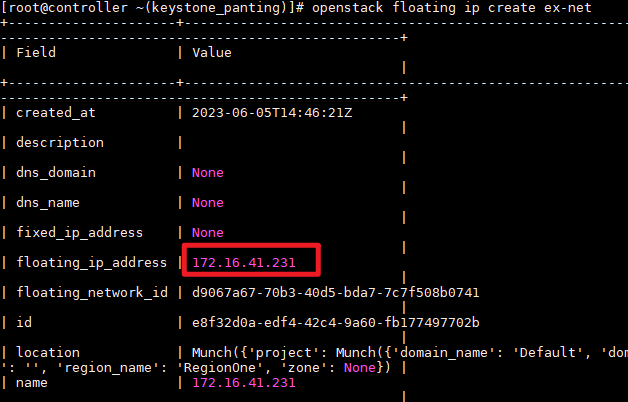 [root@controller ~(keystone_panting)]# openstack floating ip create ex-net
+---------------------+--------------------------------------------------------
--------------------------------------------------+
| Field | Value
|
+---------------------+--------------------------------------------------------
--------------------------------------------------+
| created_at | 2023-06-05T14:46:21Z
|
| description |
|
| dns_domain | None
|
| dns_name | None
|
| fixed_ip_address | None
|
| floating_ip_address | 172.16.41.231
|
| floating_network_id | d9067a67-70b3-40d5-bda7-7c7f508b0741
|
| id | e8f32d0a-edf4-42c4-9a60-fb177497702b
|
| location | Munch({'project': Munch({'domain_name': 'Default', 'dom
': '', 'region_name': 'RegionOne', 'zone': None}) |
| name | 172.16.41.231
|